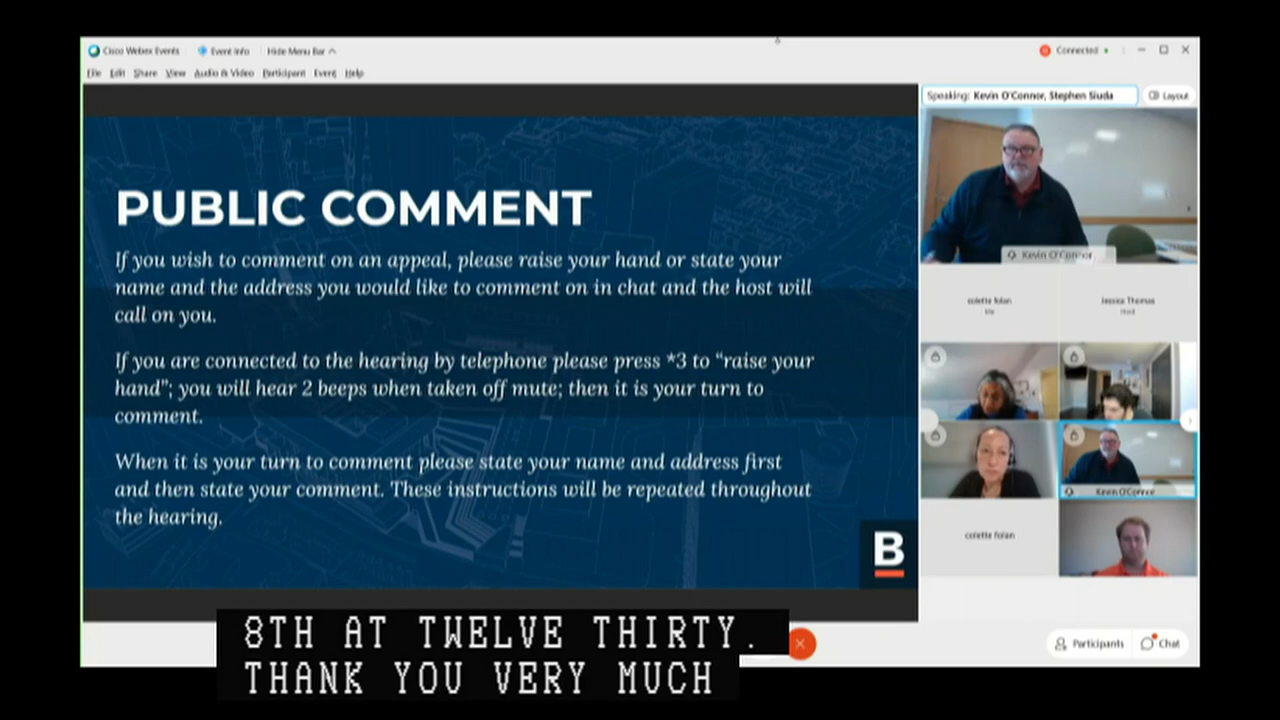 Cisco Webex Events
Event Info
Hide Menu Bar
Connected
File Edit Share View Audio & Video Participant Event Help
Speaking: Kevin O'Connor, Stephen Siuda
Layout
PUBLIC COMMENT
If you wish to comment on an appeal, please raise your hand or state your
name and the address you would like to comment on in chat and the host will
call on you.
If you are connected to the hearing by telephone please press *3 to “raise your
hand”; you will hear 2 beeps when taken off mute; then it is your turn to
comment.
When it is your turn to comment please state your name and address first
and then state your comment. These instructions will be repeated throughout
the hearing.
B
Kevin O'Connor
colette folan
Me
Jessica Thomas
Host
Kevin O'Connor
colette folan
Participants
Chat
8TH AT TWELVE THIRTY.
THANK YOU VERY MUCH